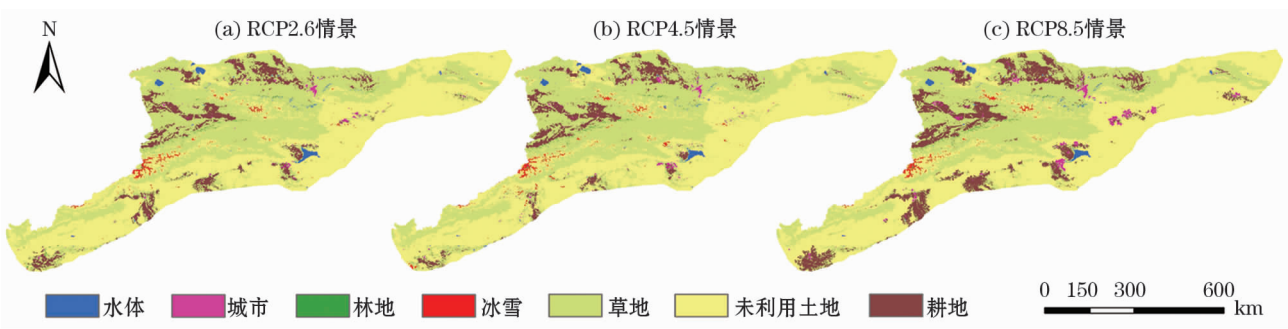 N
(a) RCP2.6情景
(b) RCP4.5情景
(c) RCP8.5情景
水体
城市
林地
冰雪
草地
未利用土地
耕地
0 150 300 600
km